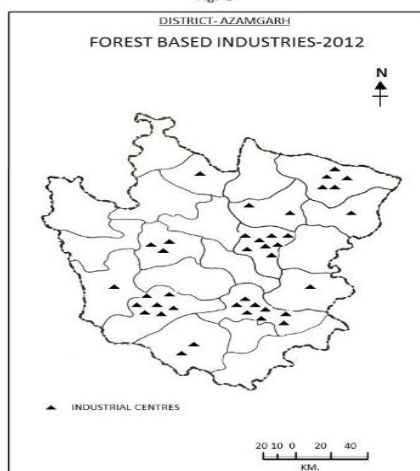 DISTRICT- AZAMGARH
FOREST BASED INDUSTRIES-2012
N
INDUSTRIAL CENTRES
20 10 0 20 40
KM.